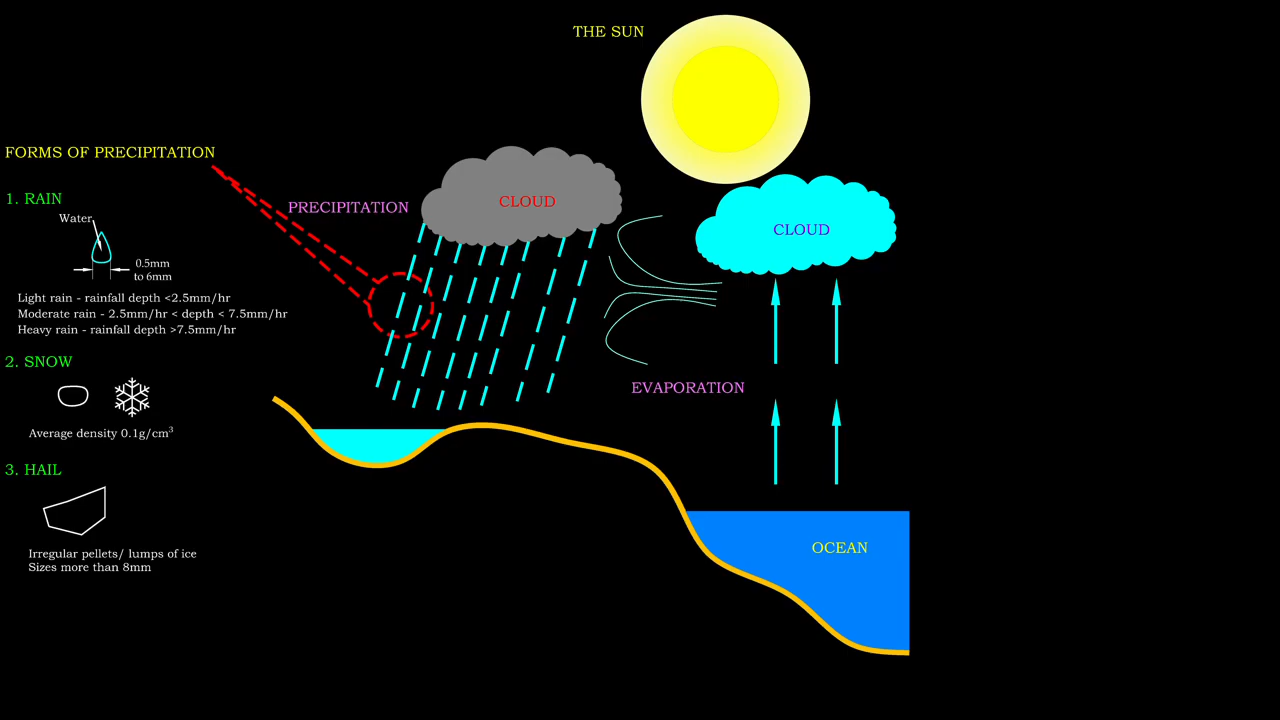 THE SUN
FORMS OF PRECIPITATION
1. RAIN
Water
0.5mm
to 6mm
Light rain - rainfall depth <2.5mm/hr
Moderate rain - 2.5mm/hr < depth < 7.5mm/hr
Heavy rain - rainfall depth >7.5mm/hr
2. SNOW
Average density 0.1g/cm³
3. HAIL
Irregular pellets/ lumps of ice
Sizes more than 8mm
PRECIPITATION
CLOUD
CLOUD
EVAPORATION
OCEAN